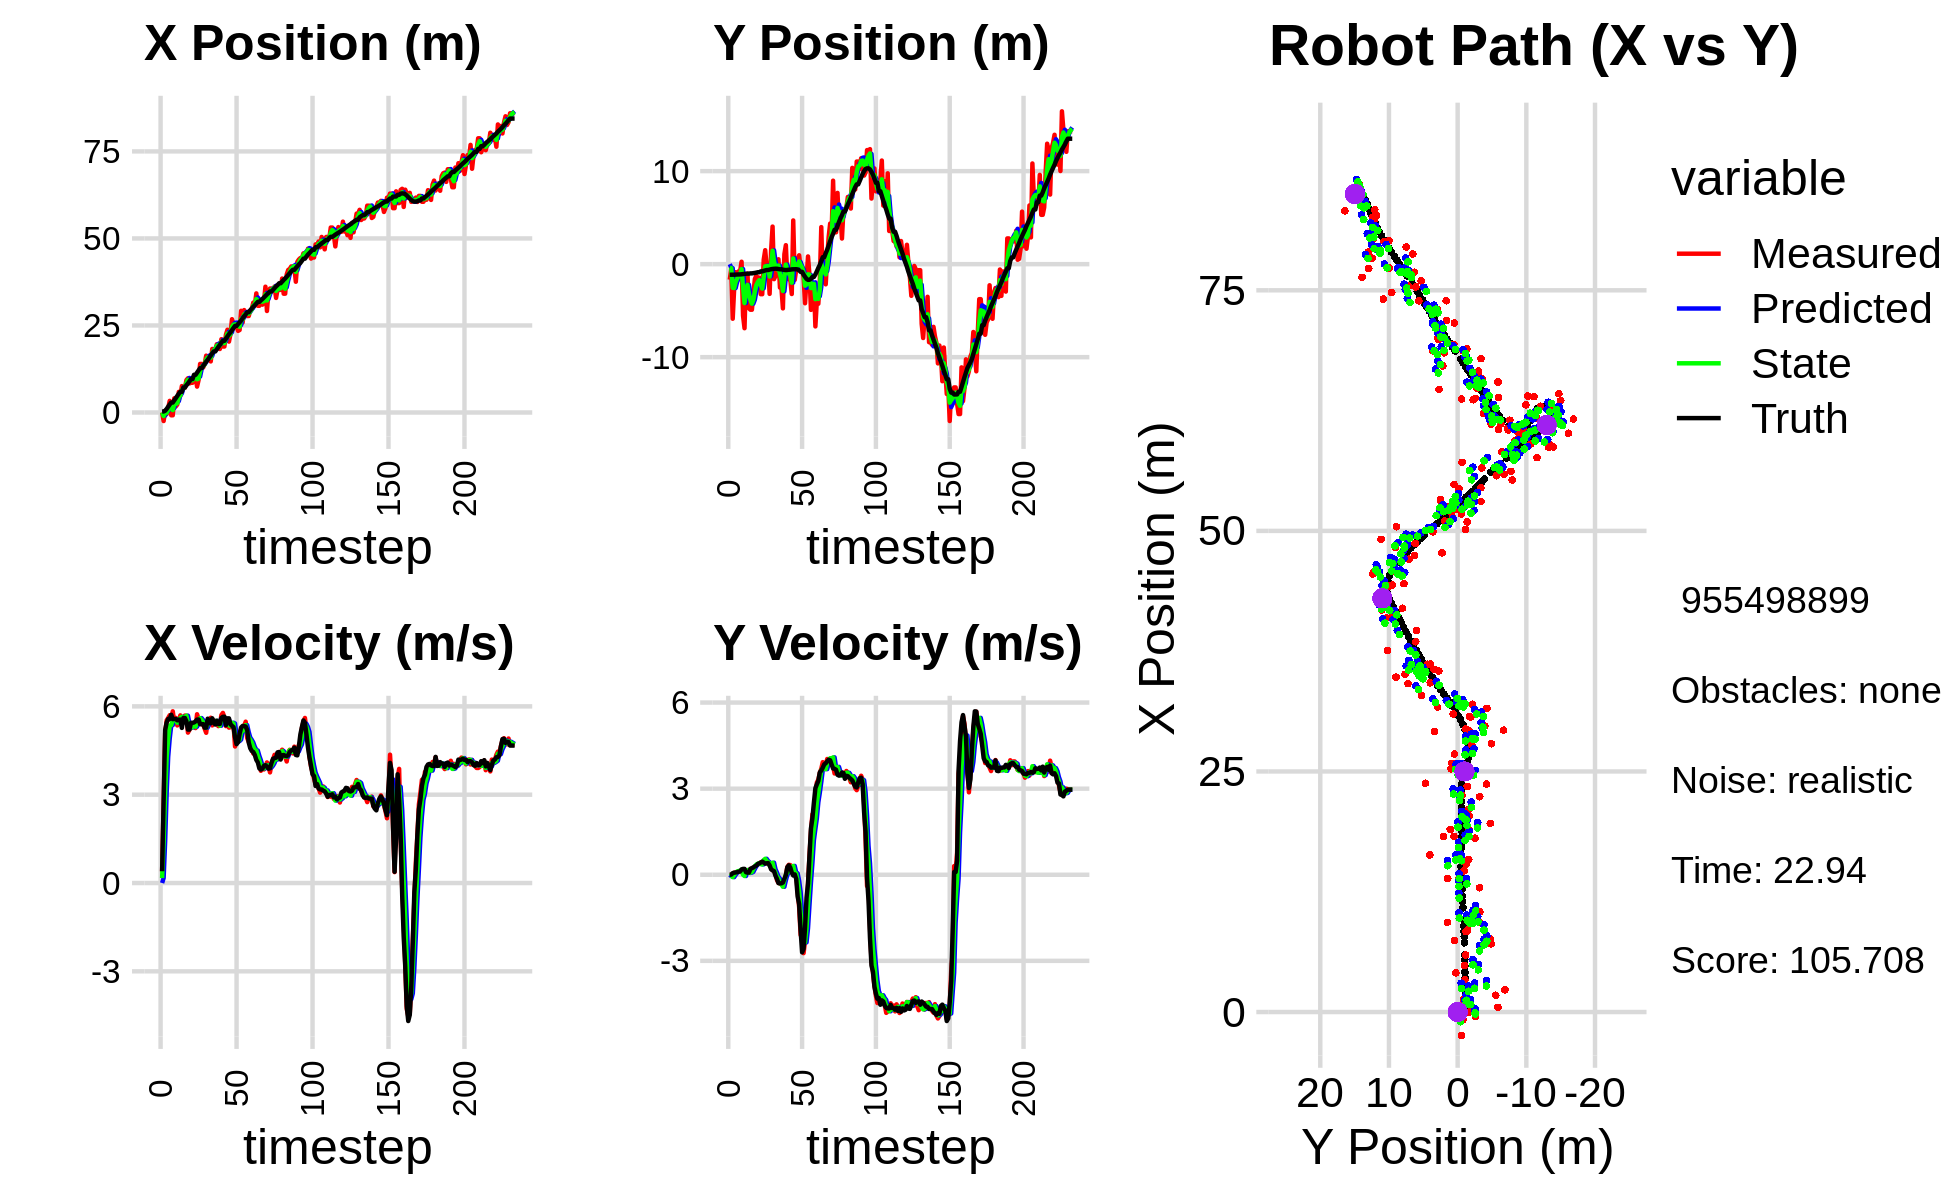 X Position (m)
75
50
25
0
0
50
100
150
200
timestep
Y Position (m)
10
0
-10
0
50
100
150
200
timestep
X Velocity (m/s)
6
3
0
-3
0
50
100
150
200
timestep
Y Velocity (m/s)
6
3
0
-3
0
50
100
150
200
timestep
Robot Path (X vs Y)
X Position (m)
75
50
25
0
20 10 0 -10 -20
Y Position (m)
variable
Measured
Predicted
State
Truth
955498899
Obstacles: none
Noise: realistic
Time: 22.94
Score: 105.708